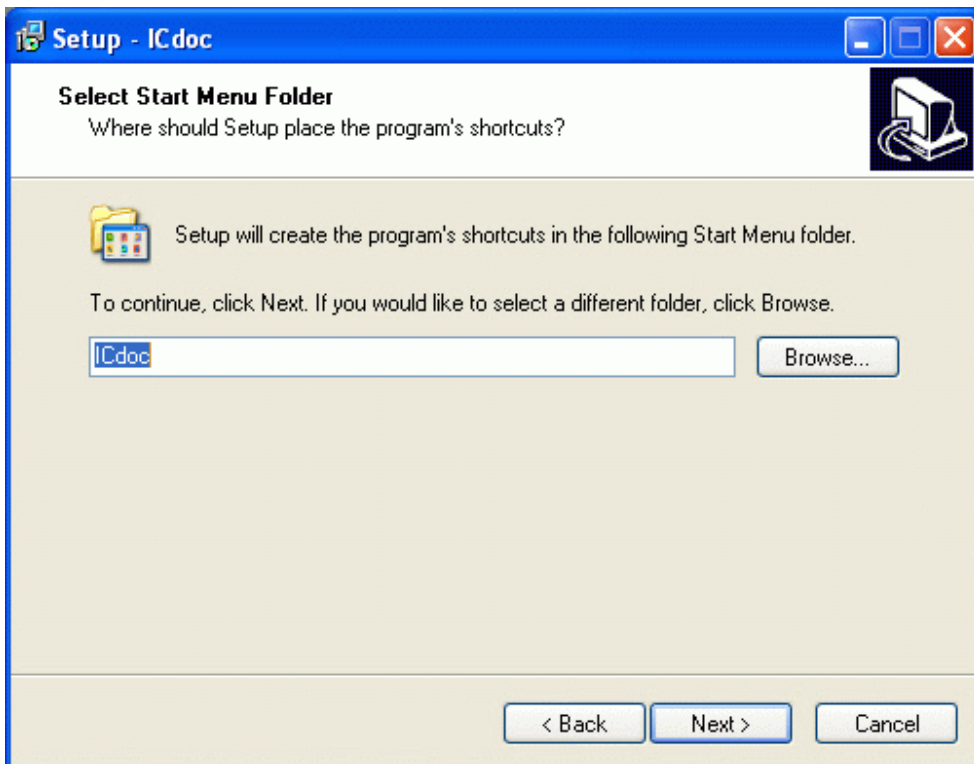 Setup - ICdoc
Select Start Menu Folder
Where should Setup place the program's shortcuts?
Setup will create the program's shortcuts in the following Start Menu folder.
To continue, click Next. If you would like to select a different folder, click Browse.
ICdoc
Browse...
< Back
Next >
Cancel